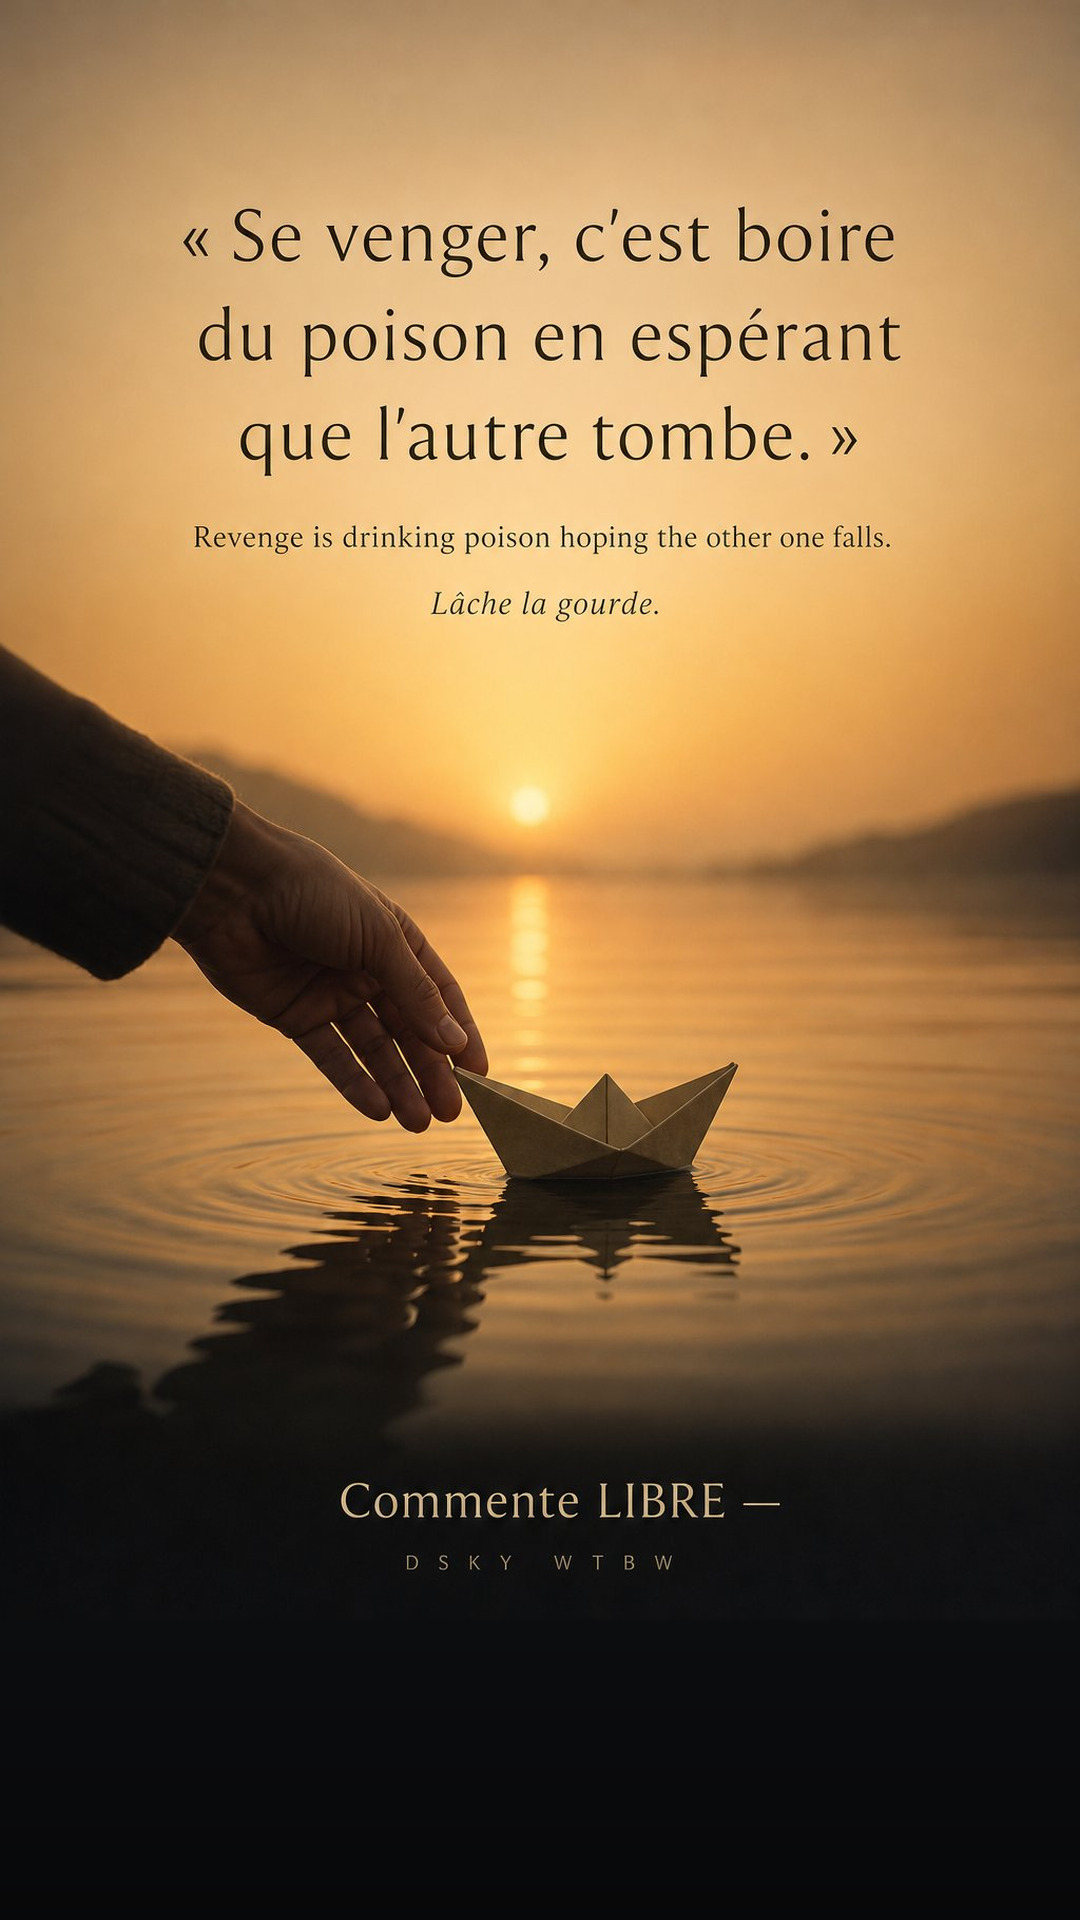 « Se venger, c'est boire
du poison en espérant
que l'autre tombe. »
Revenge is drinking poison hoping the other one falls.
Lâche la gourde.
Commente LIBRE —
DSKY WTBW